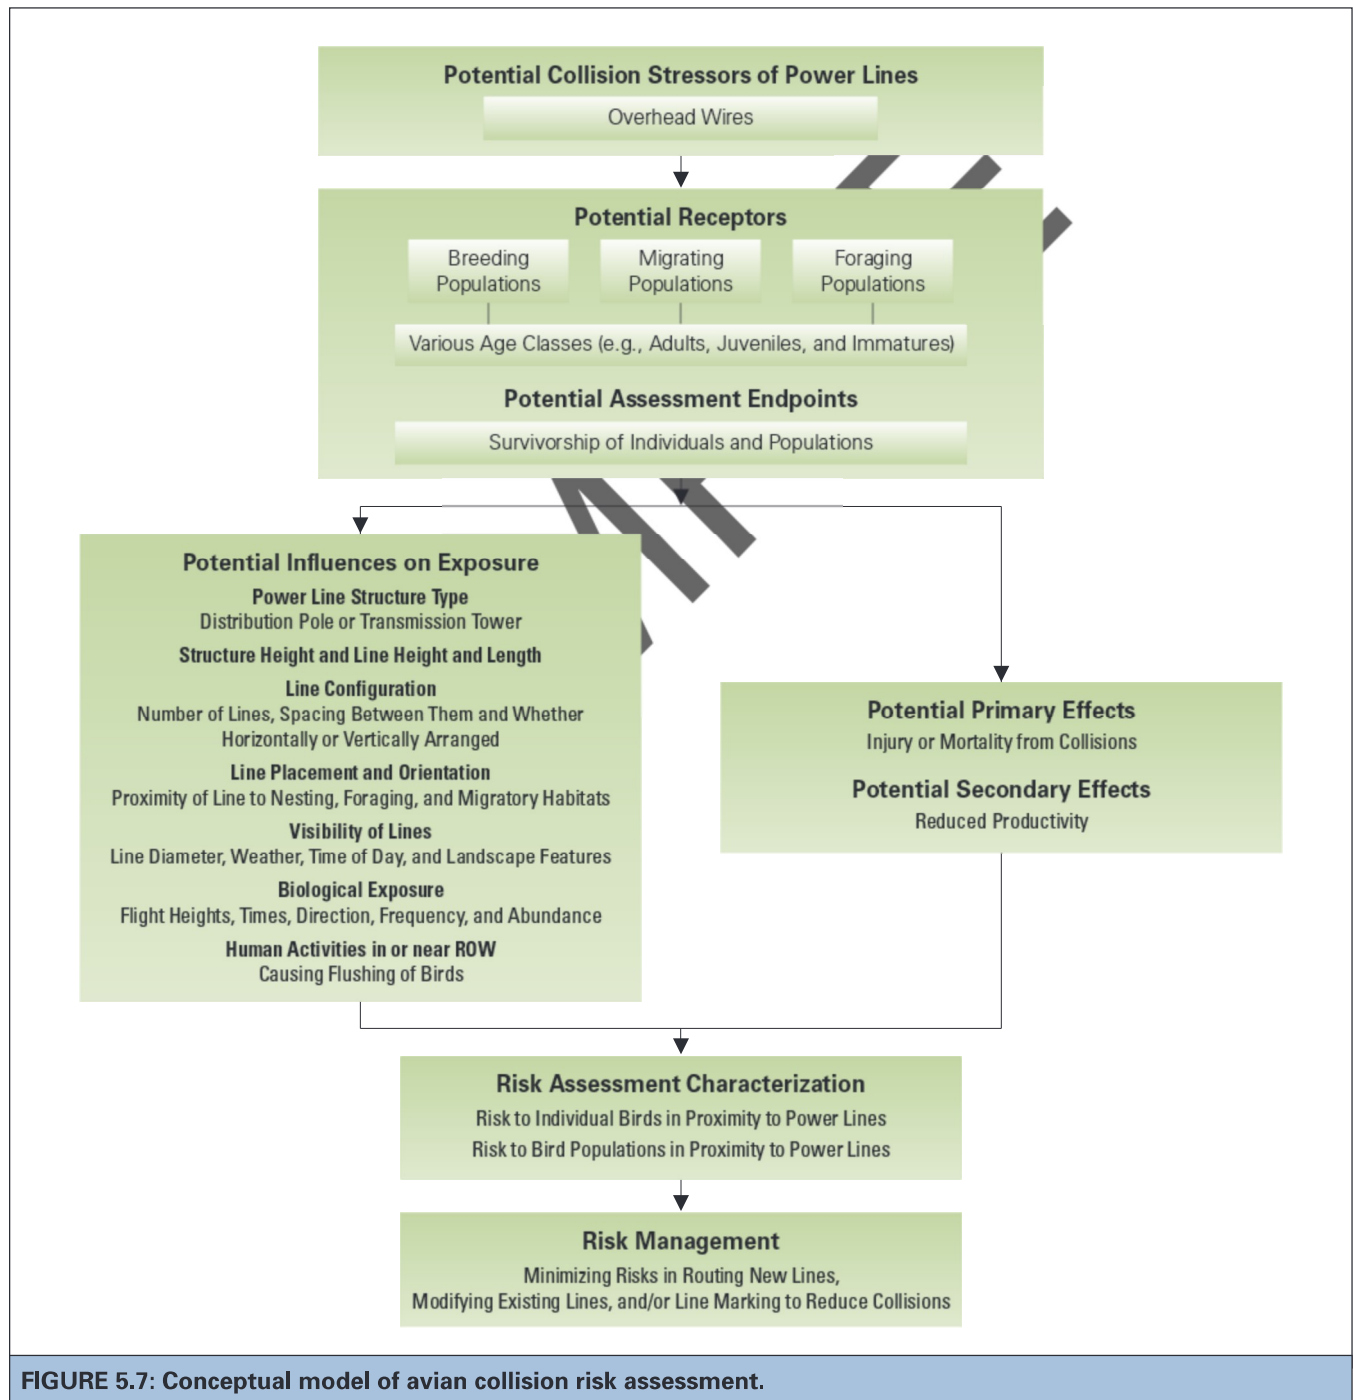 Potential Collision Stressors of Power Lines
Overhead Wires
Potential Receptors
Breeding
Populations
Migrating
Populations
Foraging
Populations
Various Age Classes (e.g., Adults, Juveniles, and Immatures)
Potential Assessment Endpoints
Survivorship of Individuals and Populations
Potential Influences on Exposure
Power Line Structure Type
Distribution Pole or Transmission Tower
Structure Height and Line Height and Length
Line Configuration
Number of Lines, Spacing Between Them and Whether
Horizontally or Vertically Arranged
Line Placement and Orientation
Proximity of Line to Nesting, Foraging, and Migratory Habitats
Visibility of Lines
Line Diameter, Weather, Time of Day, and Landscape Features
Biological Exposure
Flight Heights, Times, Direction, Frequency, and Abundance
Human Activities in or near ROW
Causing Flushing of Birds
Potential Primary Effects
Injury or Mortality from Collisions
Potential Secondary Effects
Reduced Productivity
Risk Assessment Characterization
Risk to Individual Birds in Proximity to Power Lines
Risk to Bird Populations in Proximity to Power Lines
Risk Management
Minimizing Risks in Routing New Lines,
Modifying Existing Lines, and/or Line Marking to Reduce Collisions
FIGURE 5.7: Conceptual model of avian collision risk assessment.